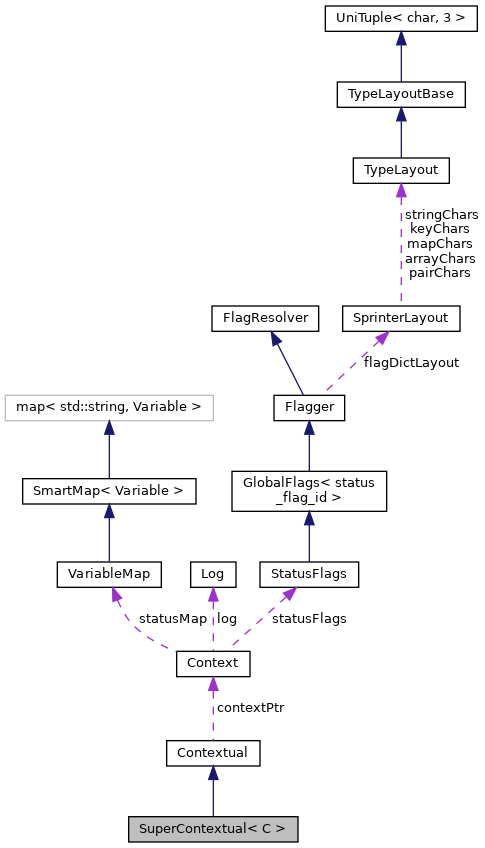 UniTuple< char, 3 >
TypeLayoutBase
TypeLayout
stringChars
keyChars
mapChars
arrayChars
pairChars
FlagResolver
SprinterLayout
flagDictLayout
map< std::string, Variable >
Flagger
SmartMap< Variable >
GlobalFlags< status
_flag_id >
VariableMap
Log
StatusFlags
statusMap
log
statusFlags
Context
contextPtr
Contextual
SuperContextual< C >